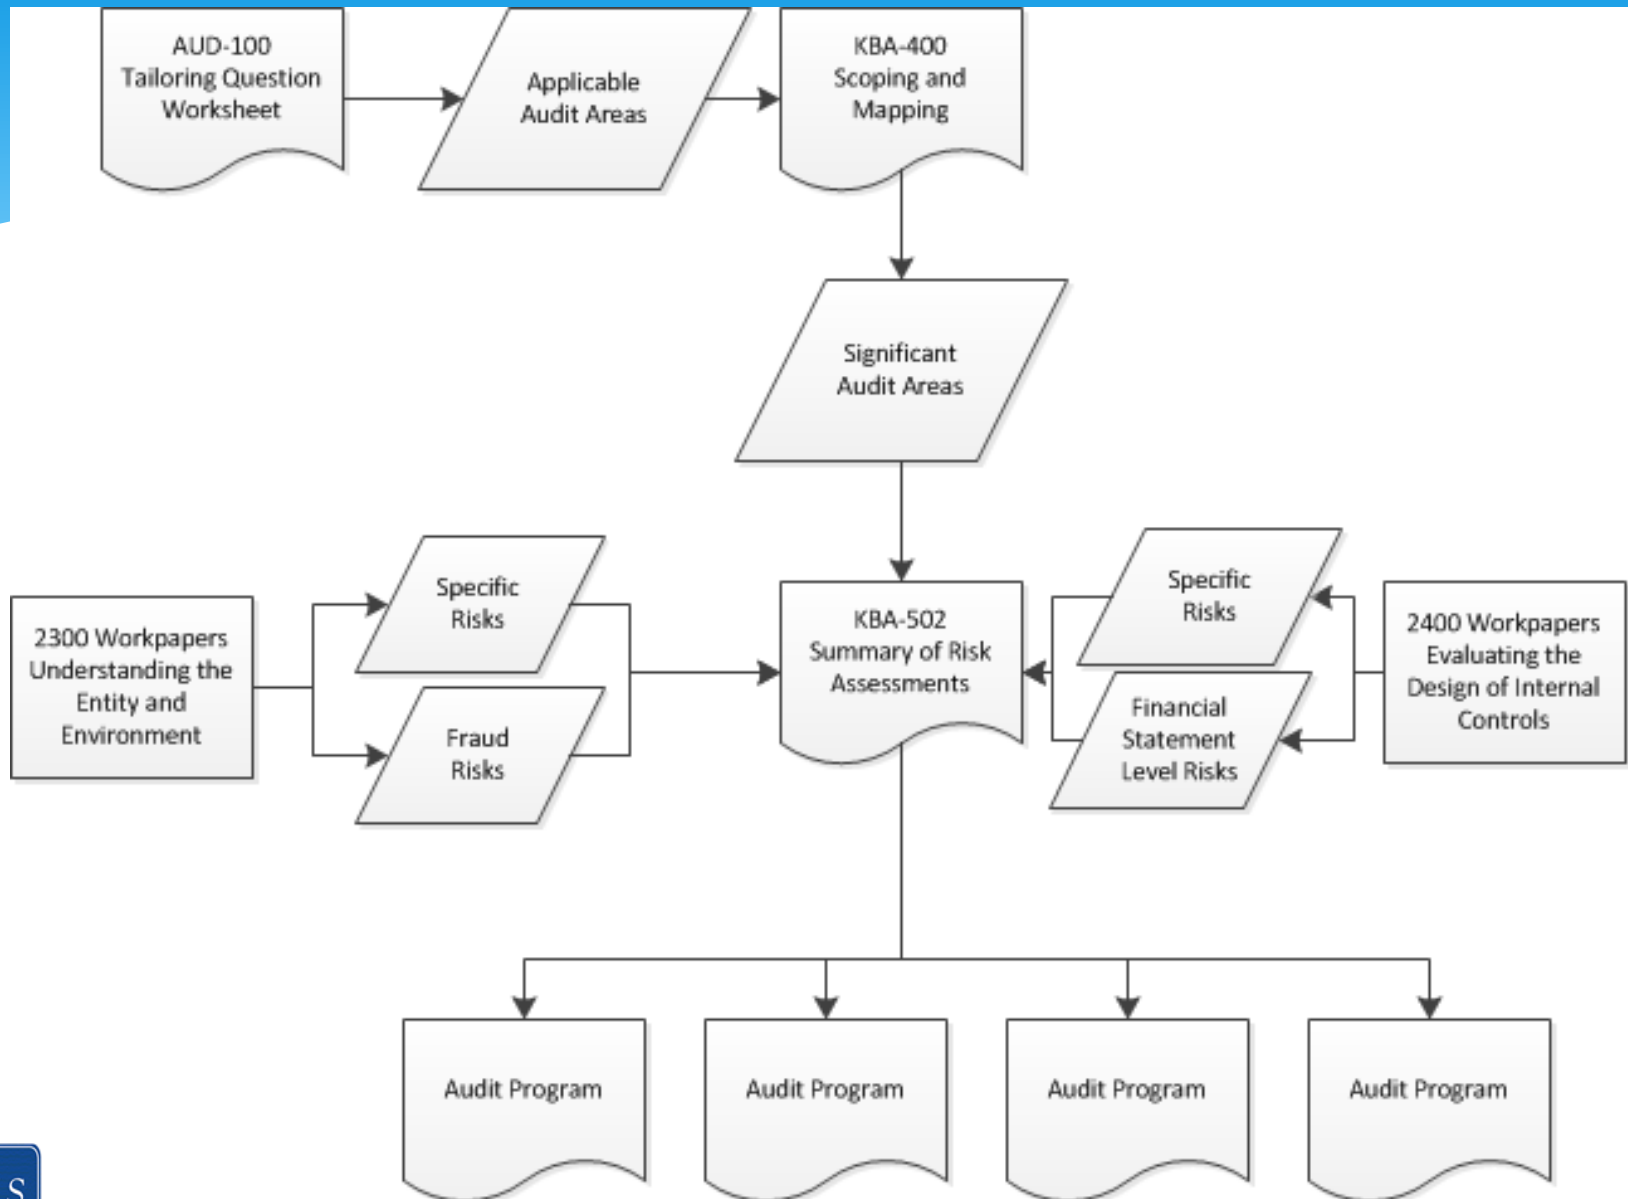 AUD-100
Tailoring Question
Worksheet
Applicable
Audit Areas
KBA-400
Scoping and
Mapping
Significant
Audit Areas
2300 Workpapers
Understanding the
Entity and
Environment
Specific
Risks
Fraud
Risks
KBA-502
Summary of Risk
Assessments
Specific
Risks
Financial
Statement
Level Risks
2400 Workpapers
Evaluating the
Design of Internal
Controls
Audit Program
Audit Program
Audit Program
Audit Program
S